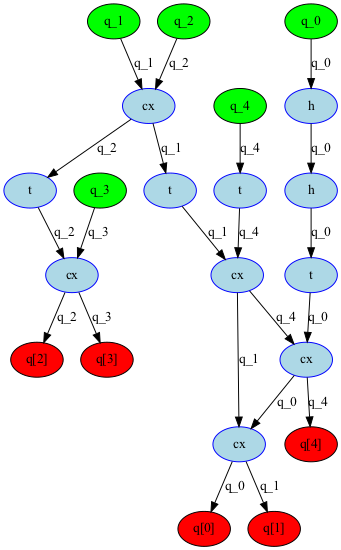 q_1 q_2 q_0
q_1 q_2 q_0
cx q_4 h
q_2 q_1 q_4 q_0
t q_3 t t h
q_2 q_3 q_1 q_4 q_0
cx cx t
q_2 q_3 q_4 q_0
q[2] q[3] q_1 cx
q_0 q_4
cx q[4]
q_0 q_1
q[0] q[1]